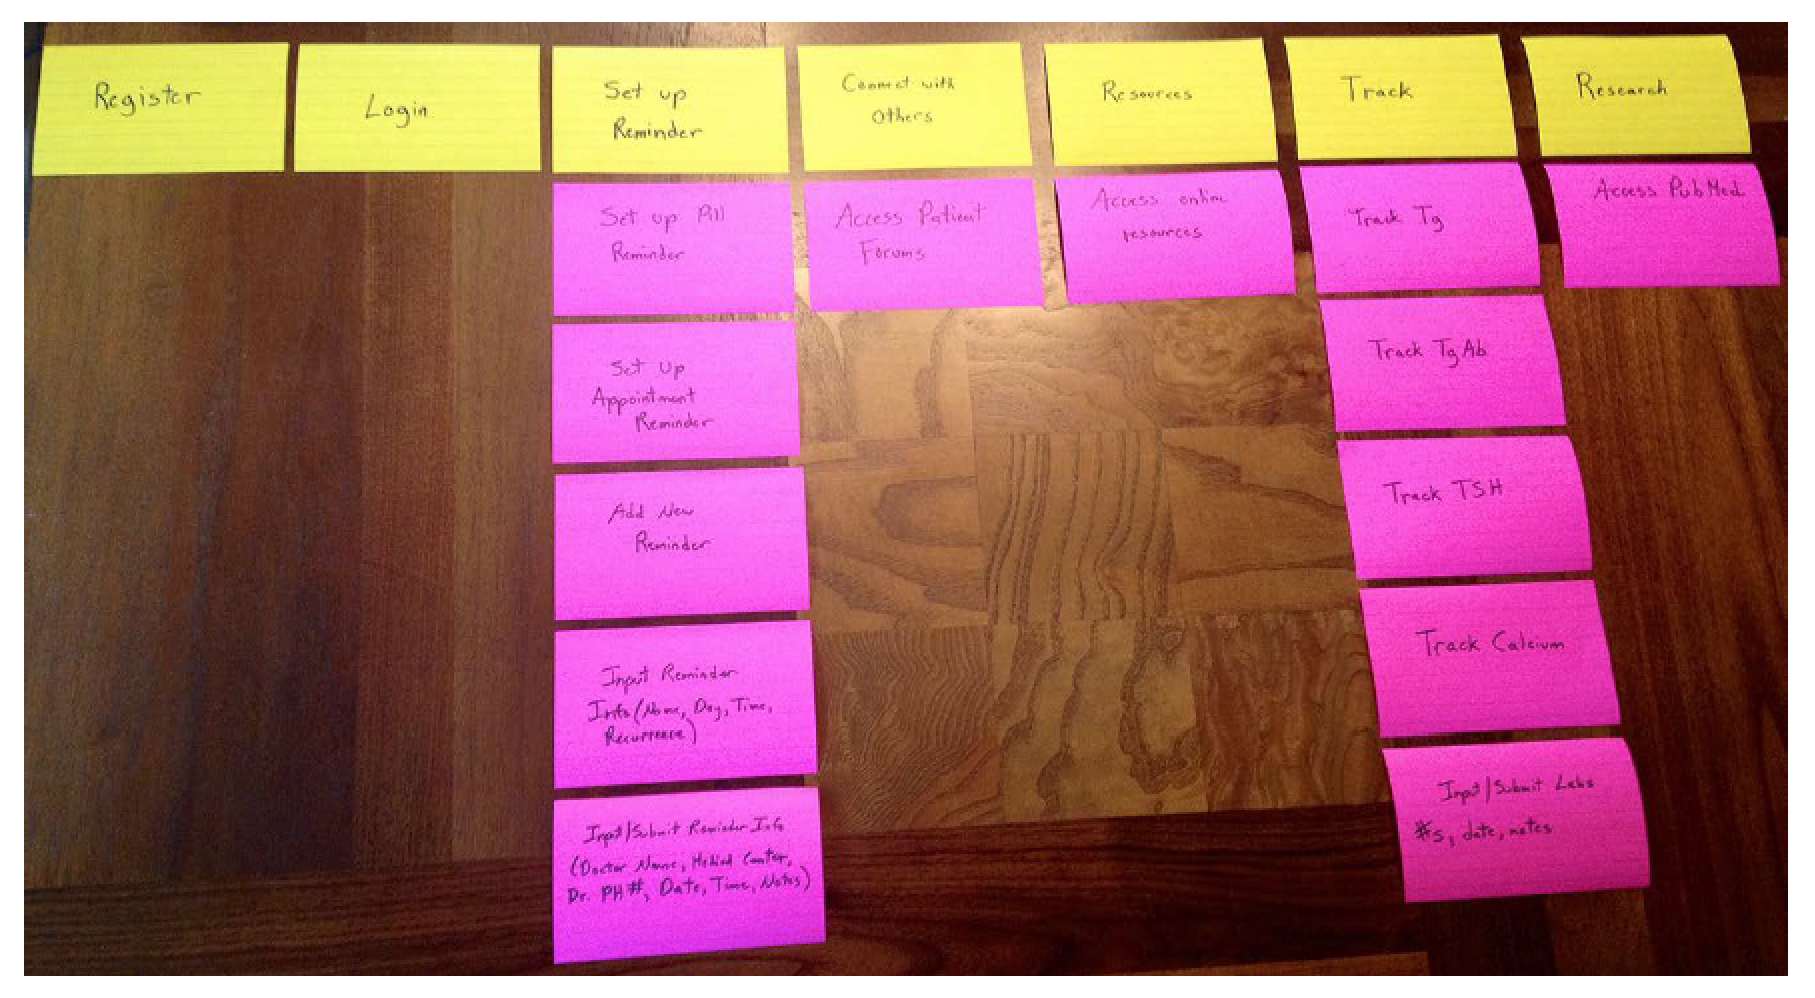 Register
Login
Set up
Reminder
Connect with
Others
Resources
Track
Research
Set up Pill
Reminder
Access Patient
Forums
Access online
resources
Track Tg
Access PubMed
Set Up
Appointment
Reminder
Track TgAb
Add New
Reminder
Track TSH
Input Reminder
Info (Name, Day, Time,
Recurrence)
Track Calcium
Input/Submit Reminder Info
(Doctor Name, Medical Center,
Dr. PH #, Date, Time, Notes)
Input/Submit Labs
#s, date, notes